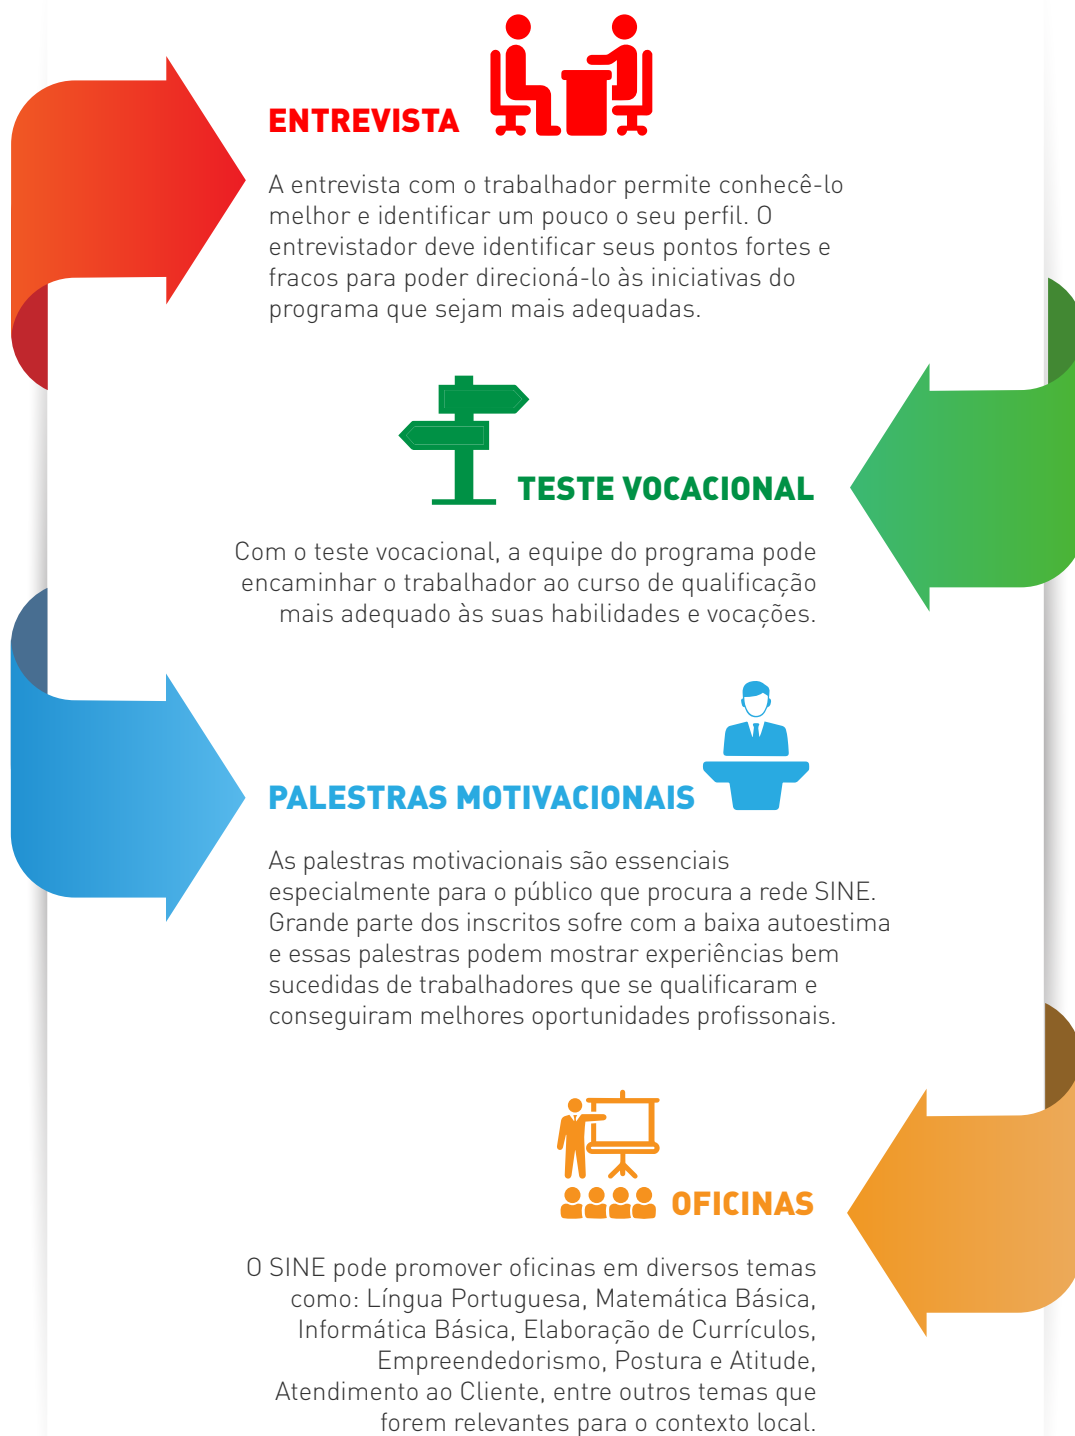 ENTREVISTA
A entrevista com o trabalhador permite conhecê-lo
melhor e identificar um pouco o seu perfil. O
entrevistador deve identificar seus pontos fortes e
fracos para poder direcioná-lo às iniciativas do
programa que sejam mais adequadas.
TESTE VOCACIONAL
Com o teste vocacional, a equipe do programa pode
encaminhar o trabalhador ao curso de qualificação
mais adequado às suas habilidades e vocações.
PALESTRAS MOTIVACIONAIS
As palestras motivacionais são essenciais
especialmente para o público que procura a rede SINE.
Grande parte dos inscritos sofre com a baixa autoestima
e essas palestras podem mostrar experiências bem
sucedidas de trabalhadores que se qualificaram e
conseguiram melhores oportunidades profissonais.
OFICINAS
O SINE pode promover oficinas em diversos temas
como: Língua Portuguesa, Matemática Básica,
Informática Básica, Elaboração de Currículos,
Empreendedorismo, Postura e Atitude,
Atendimento ao Cliente, entre outros temas que
forem relevantes para o contexto local.